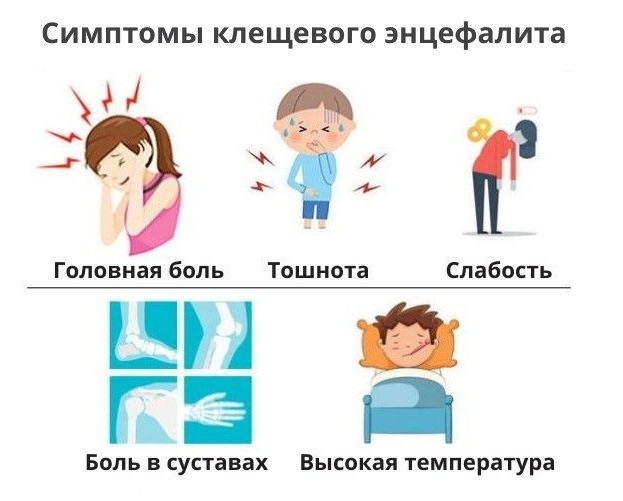 Симптомы клещевого энцефалита
Головная боль
Тошнота
Слабость
Боль в суставах
Высокая температура